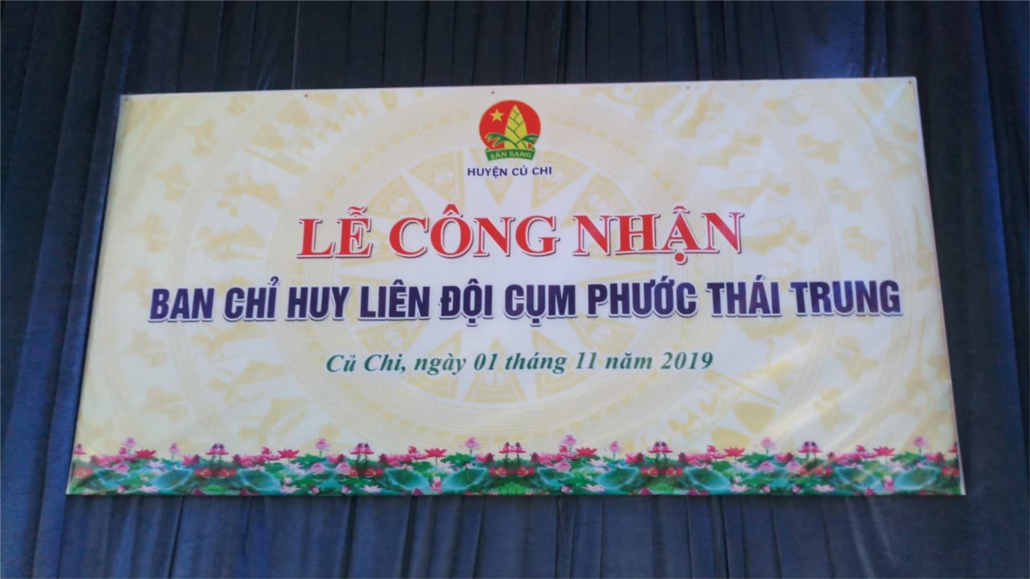 SẴN SÀNG
HUYỆN CỦ CHI
LỄ CÔNG NHẬN
BAN CHỈ HUY LIÊN ĐỘI CỤM PHƯỚC THÁI TRUNG
Củ Chi, ngày 01 tháng 11 năm 2019